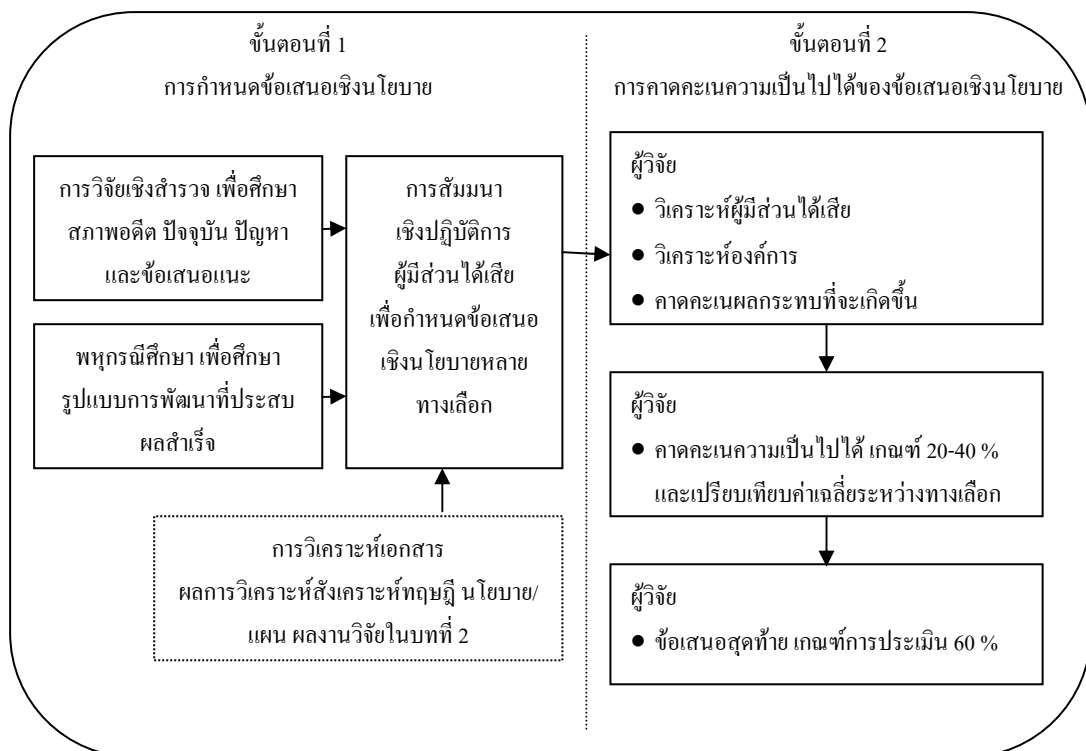 ขั้นตอนที่ 1
การกำหนดข้อเสนอเชิงนโยบาย
การวิจัยเชิงสำรวจ เพื่อศึกษา
สภาพอดีต ปัจจุบัน ปัญหา
และข้อเสนอแนะ
พหุกรณีศึกษา เพื่อศึกษา
รูปแบบการพัฒนาที่ประสบ
ผลสำเร็จ
การสัมมนา
เชิงปฏิบัติการ
ผู้มีส่วนได้เสีย
เพื่อกำหนดข้อเสนอ
เชิงนโยบายหลาย
ทางเลือก
การวิเคราะห์เอกสาร
ผลการวิเคราะห์สังเคราะห์ทฤษฎี นโยบาย/
แผน ผลงานวิจัยในบทที่ 2
ขั้นตอนที่ 2
การคาดคะเนความเป็นไปได้ของข้อเสนอเชิงนโยบาย
ผู้วิจัย
● วิเคราะห์ผู้มีส่วนได้เสีย
● วิเคราะห์องค์การ
● คาดคะเนผลกระทบที่จะเกิดขึ้น
ผู้วิจัย
● คาดคะเนความเป็นไปได้ เกณฑ์ 20-40 %
และเปรียบเทียบค่าเฉลี่ยระหว่างทางเลือก
ผู้วิจัย
● ข้อเสนอสุดท้าย เกณฑ์การประเมิน 60 %